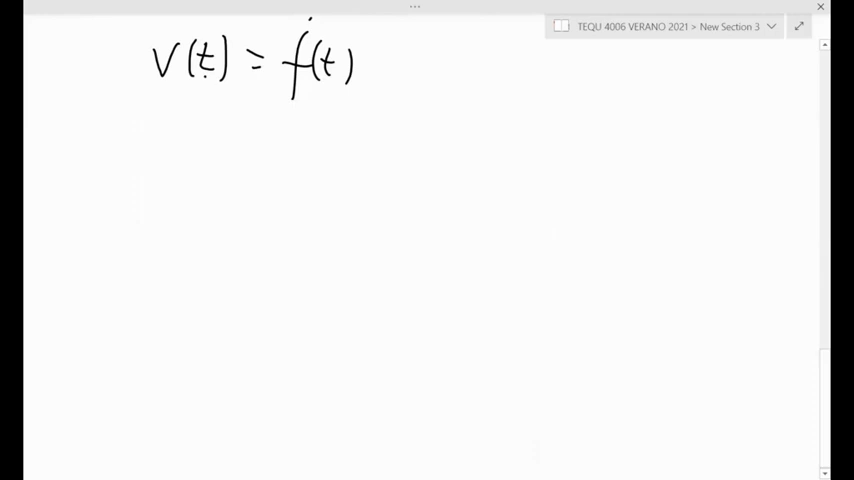 TEQU 4006 VERANO 2021 > New Section 3
V(t) = f(t)